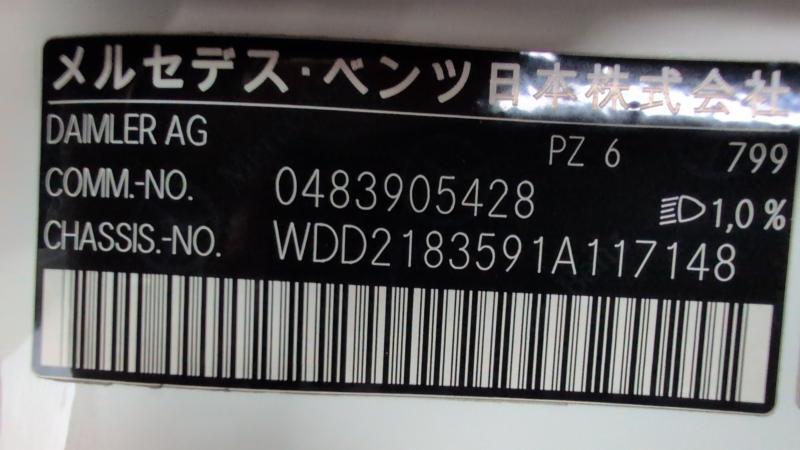 メルセデス・ベンツ日本株式会社
DAIMLER AG
PZ 6 799
COMM.-NO. 0483905428
1,0 %
CHASSIS.-NO. WDD2183591A117148